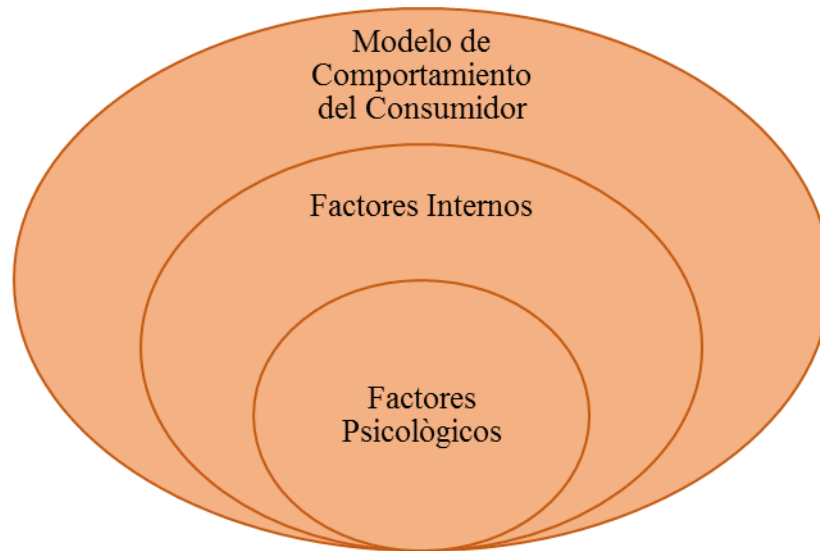 Modelo de
Comportamiento
del Consumidor
Factores Internos
Factores
Psicològicos